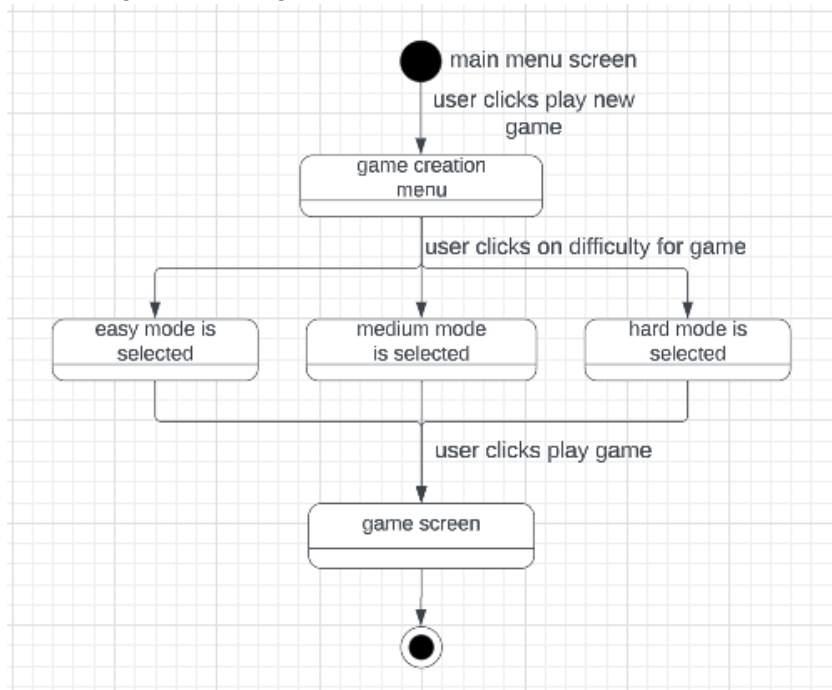 main menu screen
user clicks play new
game
game creation
menu
user clicks on difficulty for game
easy mode is
selected
medium mode
is selected
hard mode is
selected
user clicks play game
game screen